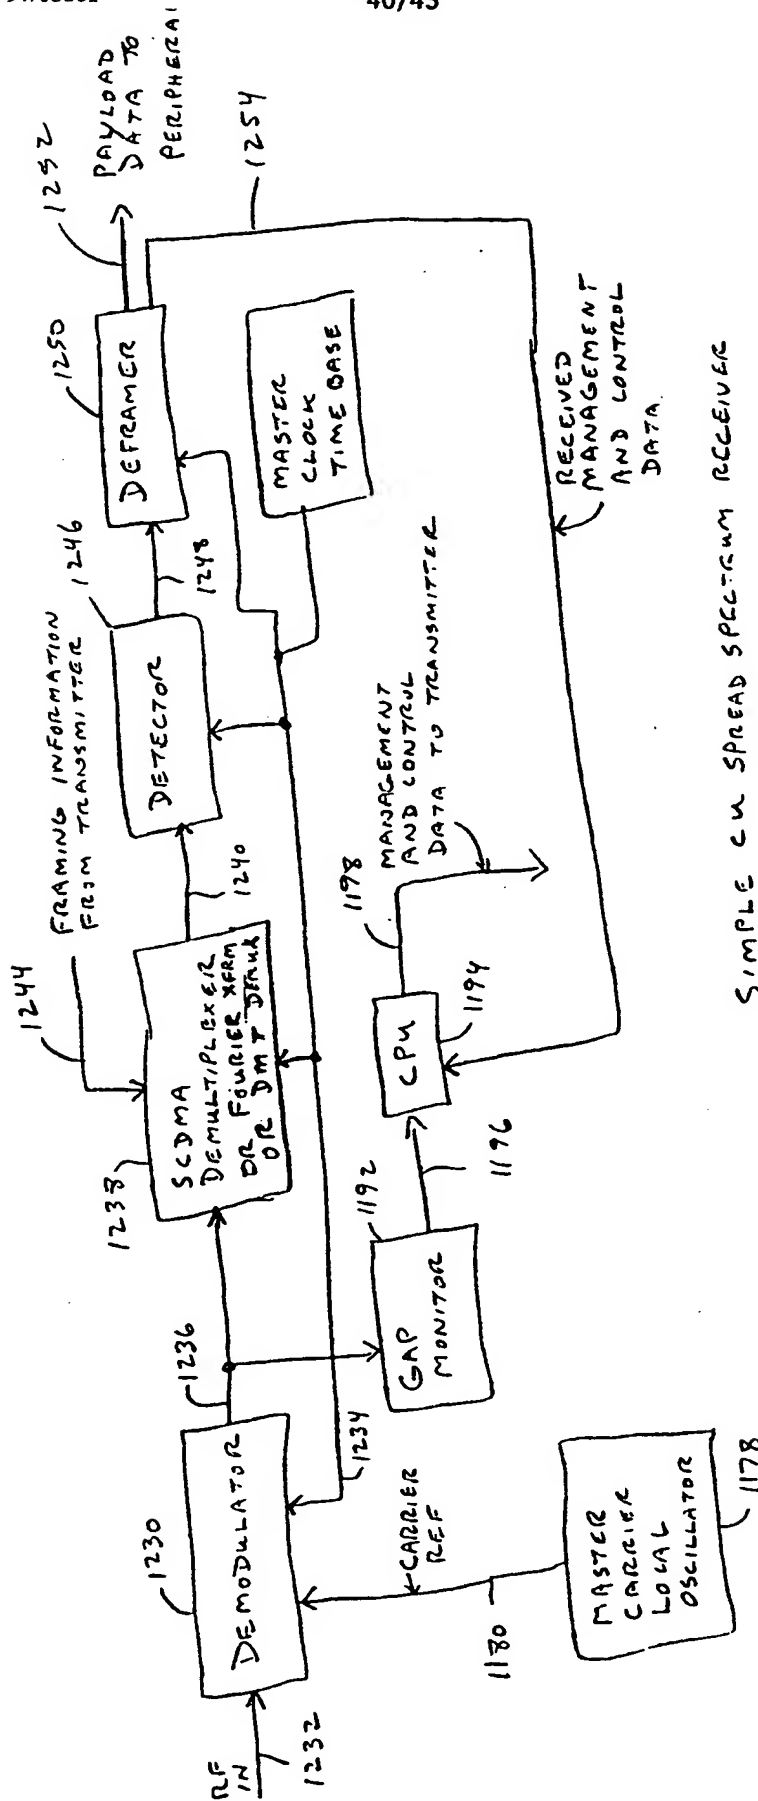 40/43
RF
IN
1232
1230
DEMODULATOR
1236
1234
CARRIER
REF
1180
MASTER
CARRIER
LOCAL
OSCILLATOR
1178
1238
1244
FRAMING INFORMATION
FROM TRANSMITTER
SCDMA
DEMULTIPLEXER
OR FOURIER XFRM
OR DMT DEMUX
1240
1192
GAP
MONITOR
1196
CPU
1194
1198
MANAGEMENT
AND CONTROL
DATA TO TRANSMITTER
DETECTOR
1246
1248
DEFRAMER
1250
MASTER
CLOCK
TIME BASE
1252
PAYLOAD
DATA TO
PERIPHERAL
1254
RECEIVED
MANAGEMENT
AND CONTROL
DATA.
SIMPLE CU SPREAD SPECTRUM RECEIVER